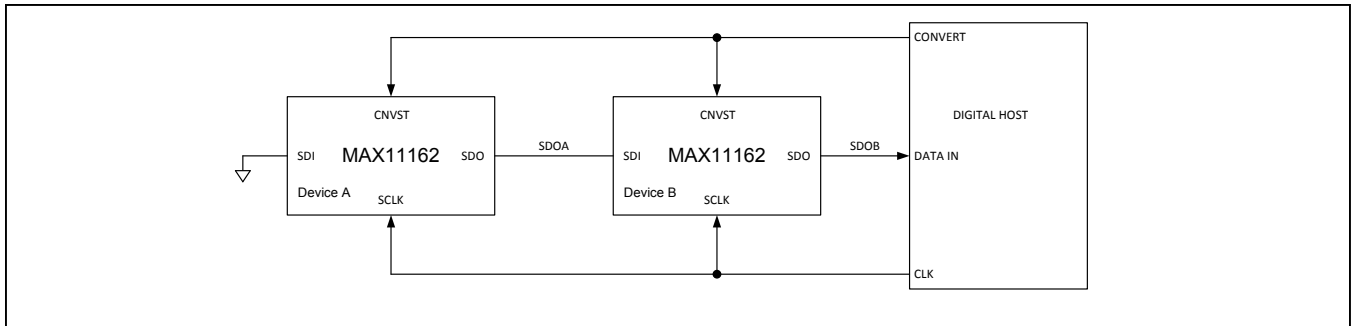 CONVERT
CNVST
CNVST
DIGITAL HOST
SDI MAX11162 SDO
SDOA
SDI MAX11162 SDO
SDOB
DATA IN
Device A
Device B
SCLK
SCLK
CLK